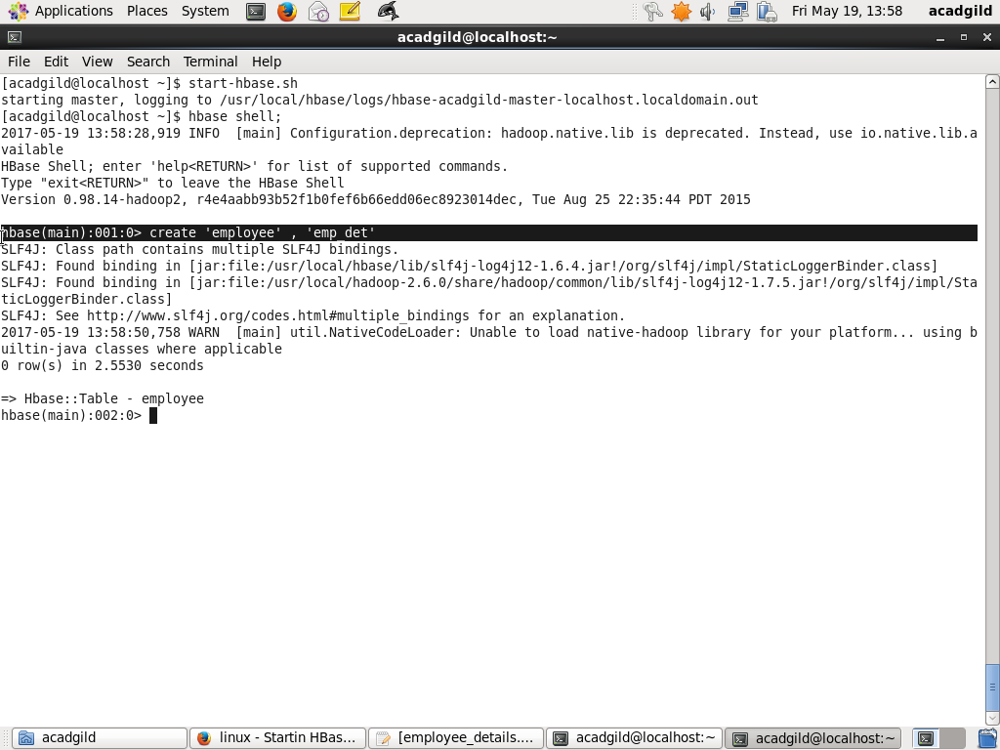 Applications Places System Fri May 19, 13:58 acadgild
acadgild@localhost:~
File Edit View Search Terminal Help
[acadgild@localhost ~]$ start-hbase.sh
starting master, logging to /usr/local/hbase/logs/hbase-acadgild-master-localhost.localdomain.out
[acadgild@localhost ~]$ hbase shell;
2017-05-19 13:58:28,919 INFO  [main] Configuration.deprecation: hadoop.native.lib is deprecated. Instead, use io.native.lib.a
vailable
HBase Shell; enter 'help<RETURN>' for list of supported commands.
Type "exit<RETURN>" to leave the HBase Shell
Version 0.98.14-hadoop2, r4e4aabb93b52f1b0fef6b66edd06ec8923014dec, Tue Aug 25 22:35:44 PDT 2015
hbase(main):001:0> create 'employee' , 'emp_det'
SLF4J: Class path contains multiple SLF4J bindings.
SLF4J: Found binding in [jar:file:/usr/local/hbase/lib/slf4j-log4j12-1.6.4.jar!/org/slf4j/impl/StaticLoggerBinder.class]
SLF4J: Found binding in [jar:file:/usr/local/hadoop-2.6.0/share/hadoop/common/lib/slf4j-log4j12-1.7.5.jar!/org/slf4j/impl/Sta
ticLoggerBinder.class]
SLF4J: See http://www.slf4j.org/codes.html#multiple_bindings for an explanation.
2017-05-19 13:58:50,758 WARN  [main] util.NativeCodeLoader: Unable to load native-hadoop library for your platform... using b
uiltin-java classes where applicable
0 row(s) in 2.5530 seconds
=> Hbase::Table - employee
hbase(main):002:0>
acadgild linux - Startin HBas... [employee_details.... acadgild@localhost:~ acadgild@localhost:~